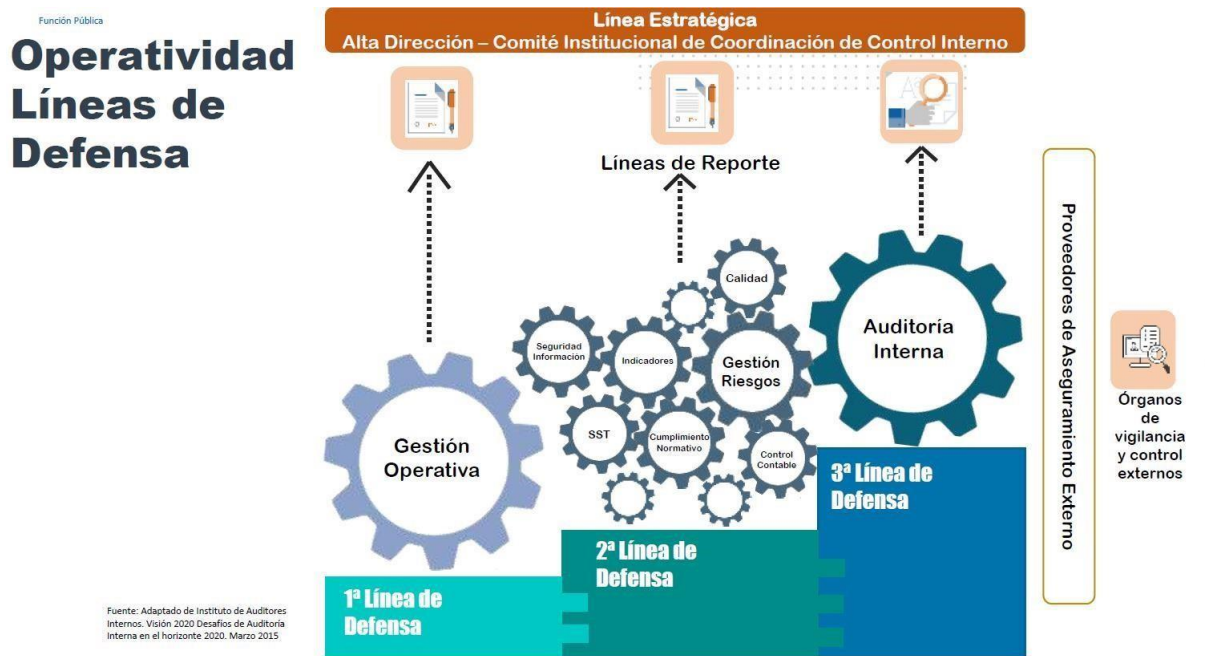 Función Pública
Operatividad
Líneas de
Defensa
Línea Estratégica
Alta Dirección – Comité Institucional de Coordinación de Control Interno
Líneas de Reporte
Calidad
Seguridad
Información
Indicadores
Gestión
Riesgos
SST
Cumplimiento
Normativo
Control
Contable
Gestión
Operativa
Auditoría
Interna
1ª Línea de
Defensa
2ª Línea de
Defensa
3ª Línea de
Defensa
Proveedores de Aseguramiento Externo
Órganos
de
vigilancia
y control
externos
Fuente: Adaptado de Instituto de Auditores
Internos. Visión 2020 Desafíos de Auditoría
Interna en el horizonte 2020. Marzo 2015